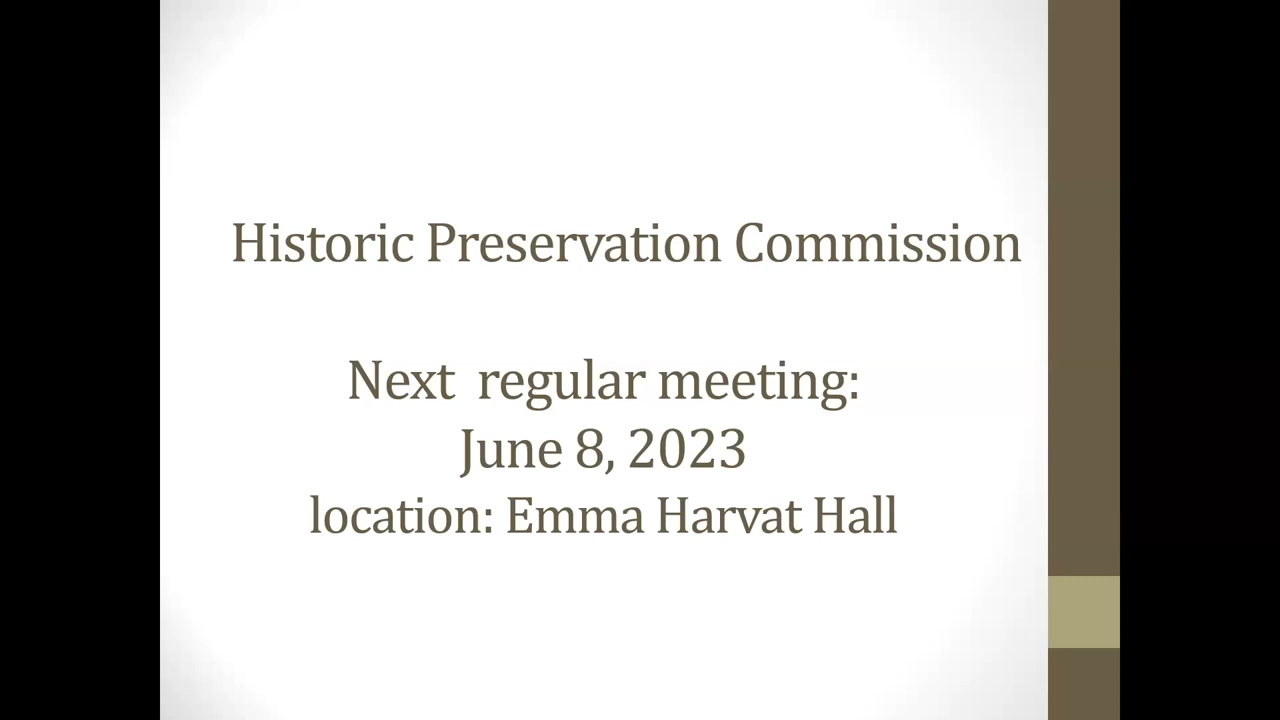 Historic Preservation Commission
Next regular meeting:
June 8, 2023
location: Emma Harvat Hall